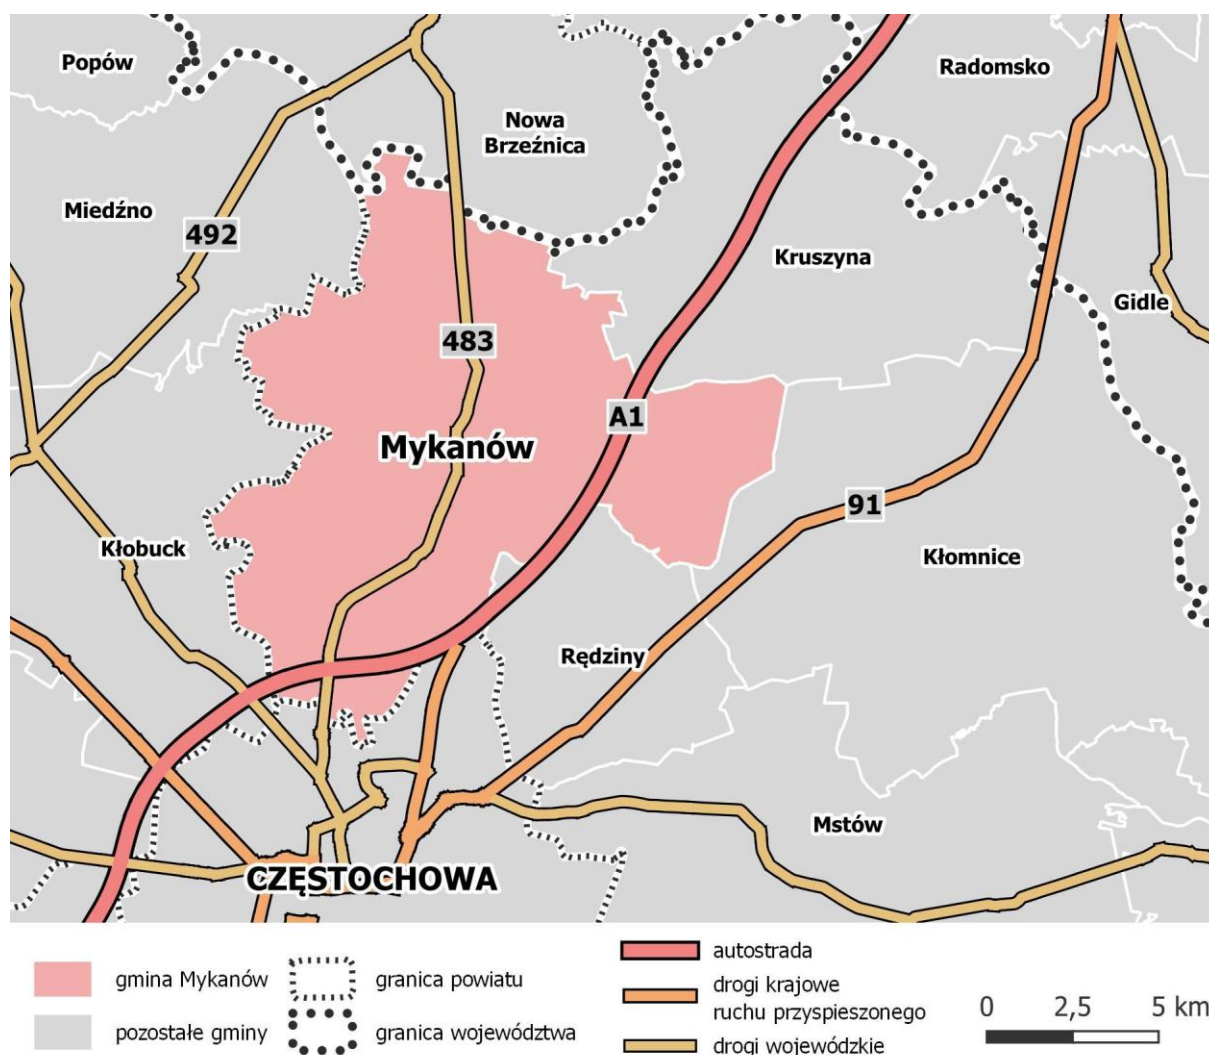 Popów
Radomsko
Nowa
Brzeźnica
Miedźno
492
Kruszyna
Gidle
483
A1
Mykanów
91
Kłobuck
Kłomnice
Rędziny
Mstów
CZĘSTOCHOWA
gmina Mykanów
pozostałe gminy
granica powiatu
granica województwa
autostrada
drogi krajowe
ruchu przyspieszonego
drogi wojewódzkie
0 2,5 5 km